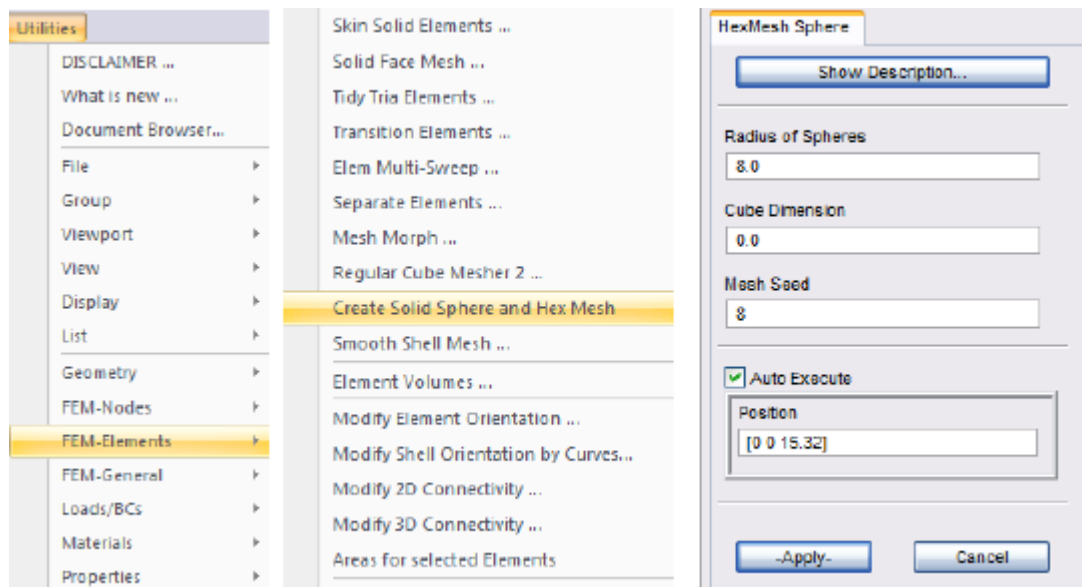 Utilities
DISCLAIMER ...
What is new ...
Document Browser...
File
Group
Viewport
View
Display
List
Geometry
FEM-Nodes
FEM-Elements
FEM-General
Loads/BCs
Materials
Properties
Skin Solid Elements ...
Solid Face Mesh ...
Tidy Tria Elements ...
Transition Elements ...
Elem Multi-Sweep ...
Separate Elements ...
Mesh Morph ...
Regular Cube Mesher 2 ...
Create Solid Sphere and Hex Mesh
Smooth Shell Mesh ...
Element Volumes ...
Modify Element Orientation ...
Modify Shell Orientation by Curves...
Modify 2D Connectivity ...
Modify 3D Connectivity ...
Areas for selected Elements
HexMesh Sphere
Show Description...
Radius of Spheres
8.0
Cube Dimension
0.0
Mesh Seed
8
Auto Execute
Position
[0 0 15.32]
-Apply-
Cancel